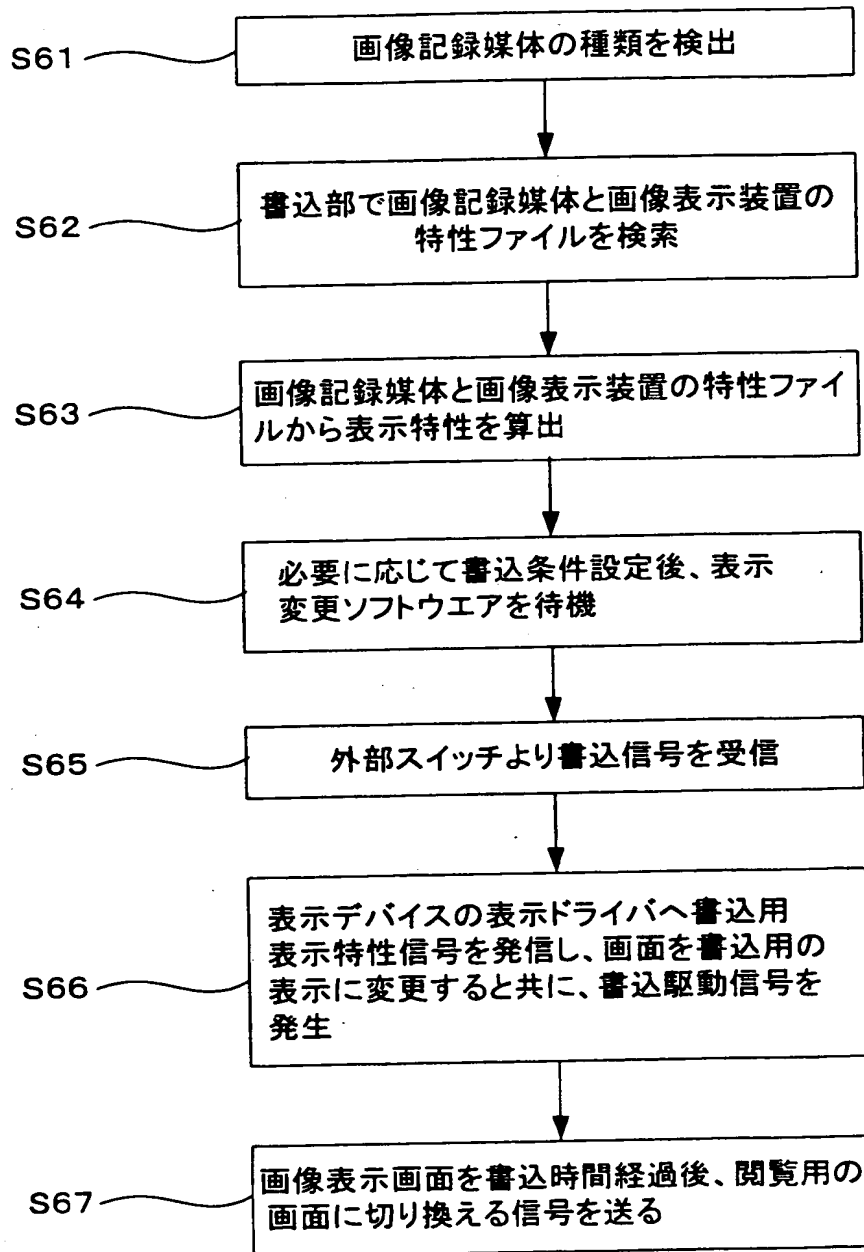 S61
画像記録媒体の種類を検出
S62
書込部で画像記録媒体と画像表示装置の
特性ファイルを検索
S63
画像記録媒体と画像表示装置の特性ファイ
ルから表示特性を算出
S64
必要に応じて書込条件設定後、表示
変更ソフトウエアを待機
S65
外部スイッチより書込信号を受信
S66
表示デバイスの表示ドライバへ書込用
表示特性信号を発信し、画面を書込用の
表示に変更すると共に、書込駆動信号を
発生
S67
画像表示画面を書込時間経過後、閲覧用の
画面に切り換える信号を送る